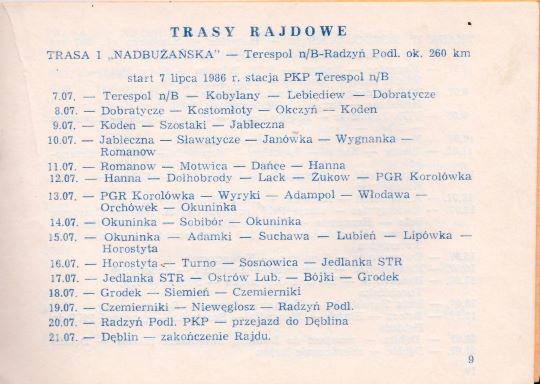 TRASY RAJDOWE
TRASA I „NADBUŻAŃSKA" — Terespol n/B-Radzyń Podl. ok. 260 km
start 7 lipca 1986 r. stacja PKP Terespol n/B
7.07. — Terespol n/B — Kobylany — Lebiediew — Dobratycze
8.07. — Dobratycze — Kostomłoty — Okczyń — Koden
9.07. — Koden — Szostaki — Jabłeczna
10.07. — Jabłeczna — Sławatycze — Janówka — Wygnanka —
Romanow
11.07. — Romanow — Motwica — Dańce — Hanna
12.07. — Hanna — Dołhobrody — Lack — Żukow — PGR Korolówka
13.07. — PGR Korolówka — Wyryki — Adampol — Włodawa —
Orchówek — Okuninka
14.07. — Okuninka — Sobibór — Okuninka
15.07. — Okuninka — Adamki — Suchawa — Lubień — Lipówka —
Horostyta
16.07. — Horostyta — Turno — Sosnowica — Jedlanka STR
17.07. — Jedlanka STR — Ostrów Lub. — Bójki — Grodek
18.07. — Grodek — Siemień — Czemierniki
19.07. — Czemierniki — Niewęgłosz — Radzyń Podl.
20.07. — Radzyń Podl. PKP — przejazd do Dęblina
21.07. — Dęblin — zakończenie Rajdu.
9